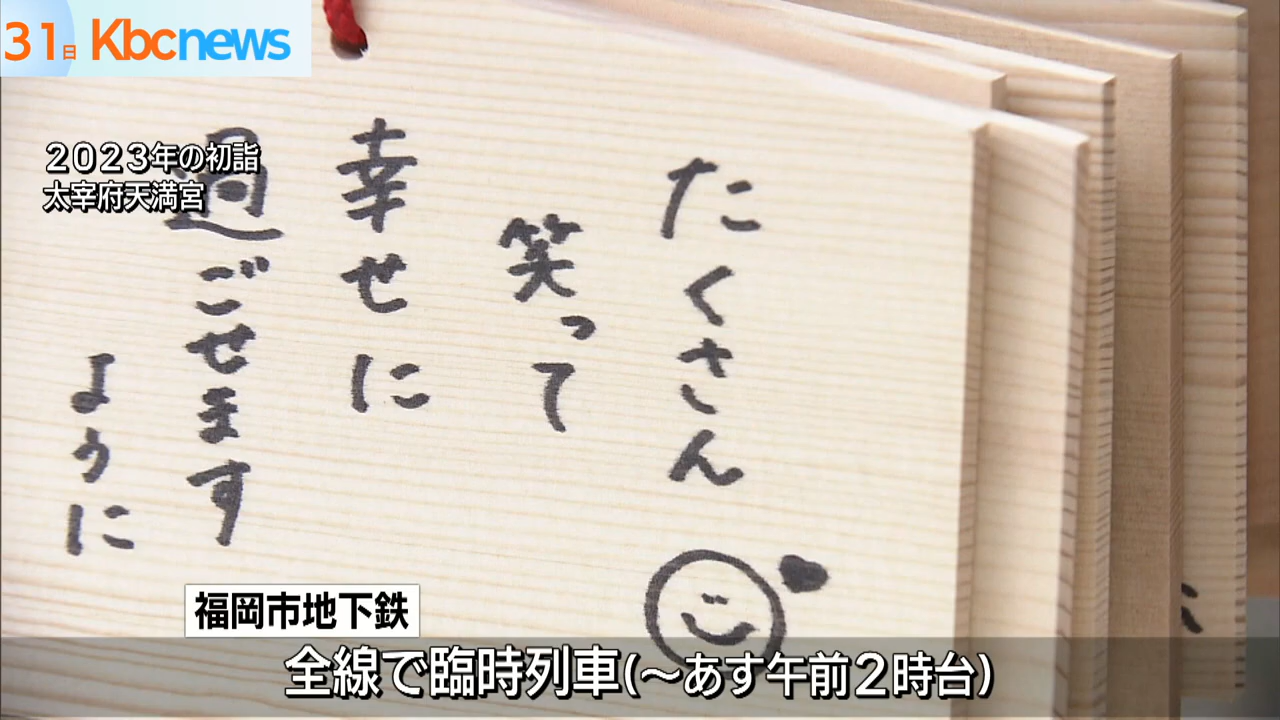 31日 Kbcnews
2023年の初詣
太宰府天満宮
たくさん
笑って
幸せに
過ごせます
ように
福岡市地下鉄
全線で臨時列車(～あす午前2時台)